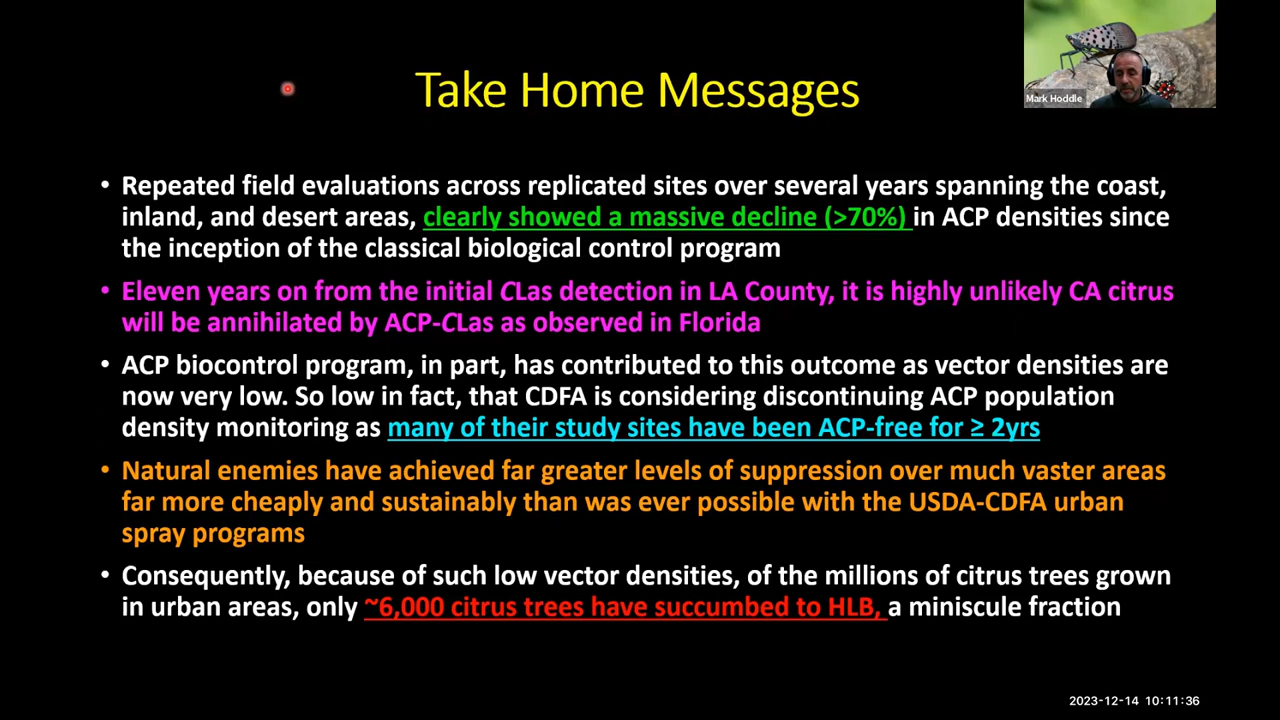 Take Home Messages
Mark Hoddle
• Repeated field evaluations across replicated sites over several years spanning the coast,
inland, and desert areas, clearly showed a massive decline (>70%) in ACP densities since
the inception of the classical biological control program
• Eleven years on from the initial CLas detection in LA County, it is highly unlikely CA citrus
will be annihilated by ACP-CLas as observed in Florida
• ACP biocontrol program, in part, has contributed to this outcome as vector densities are
now very low. So low in fact, that CDFA is considering discontinuing ACP population
density monitoring as many of their study sites have been ACP-free for ≥ 2yrs
• Natural enemies have achieved far greater levels of suppression over much vaster areas
far more cheaply and sustainably than was ever possible with the USDA-CDFA urban
spray programs
• Consequently, because of such low vector densities, of the millions of citrus trees grown
in urban areas, only ~6,000 citrus trees have succumbed to HLB, a miniscule fraction
2023-12-14 10:11:36